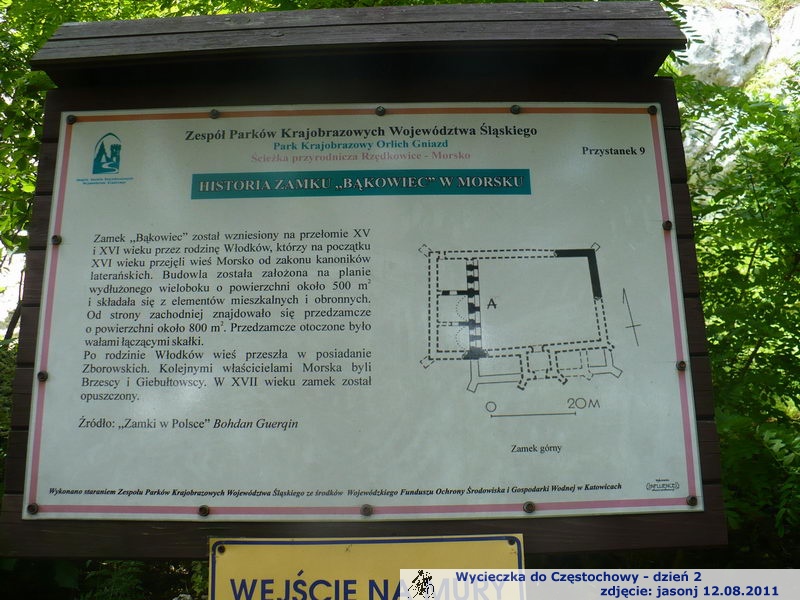 Zespół Parków Krajobrazowych Województwa Śląskiego
Park Krajobrazowy Orlich Gniazd
Ścieżka przyrodnicza Rzędkowice - Morsko
Przystanek 9
HISTORIA ZAMKU „BĄKOWIEC” W MORSKU
Zamek „Bąkowiec” został wzniesiony na przełomie XV
i XVI wieku przez rodzinę Włodków, którzy na początku
XVI wieku przejęli wieś Morsko od zakonu kanoników
laterańskich. Budowla została założona na planie
wydłużonego wieloboku o powierzchni około 500 m²
i składała się z elementów mieszkalnych i obronnych.
Od strony zachodniej znajdowało się przedzamcze
o powierzchni około 800 m². Przedzamcze otoczone było
wałami łączącymi skałki.
Po rodzinie Włodków wieś przeszła w posiadanie
Zborowskich. Kolejnymi właścicielami Morska byli
Brzescy i Giebułtowscy. W XVII wieku zamek został
opuszczony.
Źródło: „Zamki w Polsce” Bohdan Guerqin
A
0 20 M
Zamek górny
Wykonano staraniem Zespołu Parków Krajobrazowych Województwa Śląskiego ze środków Wojewódzkiego Funduszu Ochrony Środowiska i Gospodarki Wodnej w Katowicach
WEJŚCIE NA MURY
Wycieczka do Częstochowy - dzień 2
zdjęcie: jasonj 12.08.2011